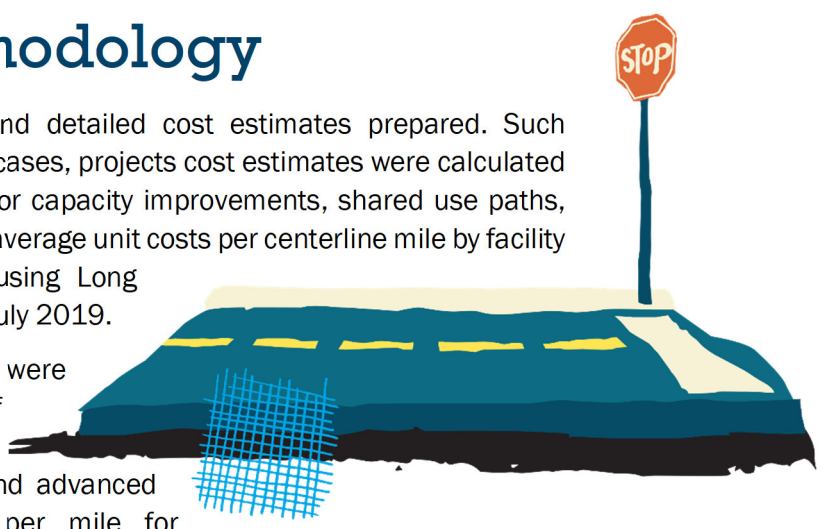 nodology
nd detailed cost estimates prepared. Such
cases, projects cost estimates were calculated
or capacity improvements, shared use paths,
average unit costs per centerline mile by facility
using Long
uly 2019.
were
nd advanced
per mile for
STOP